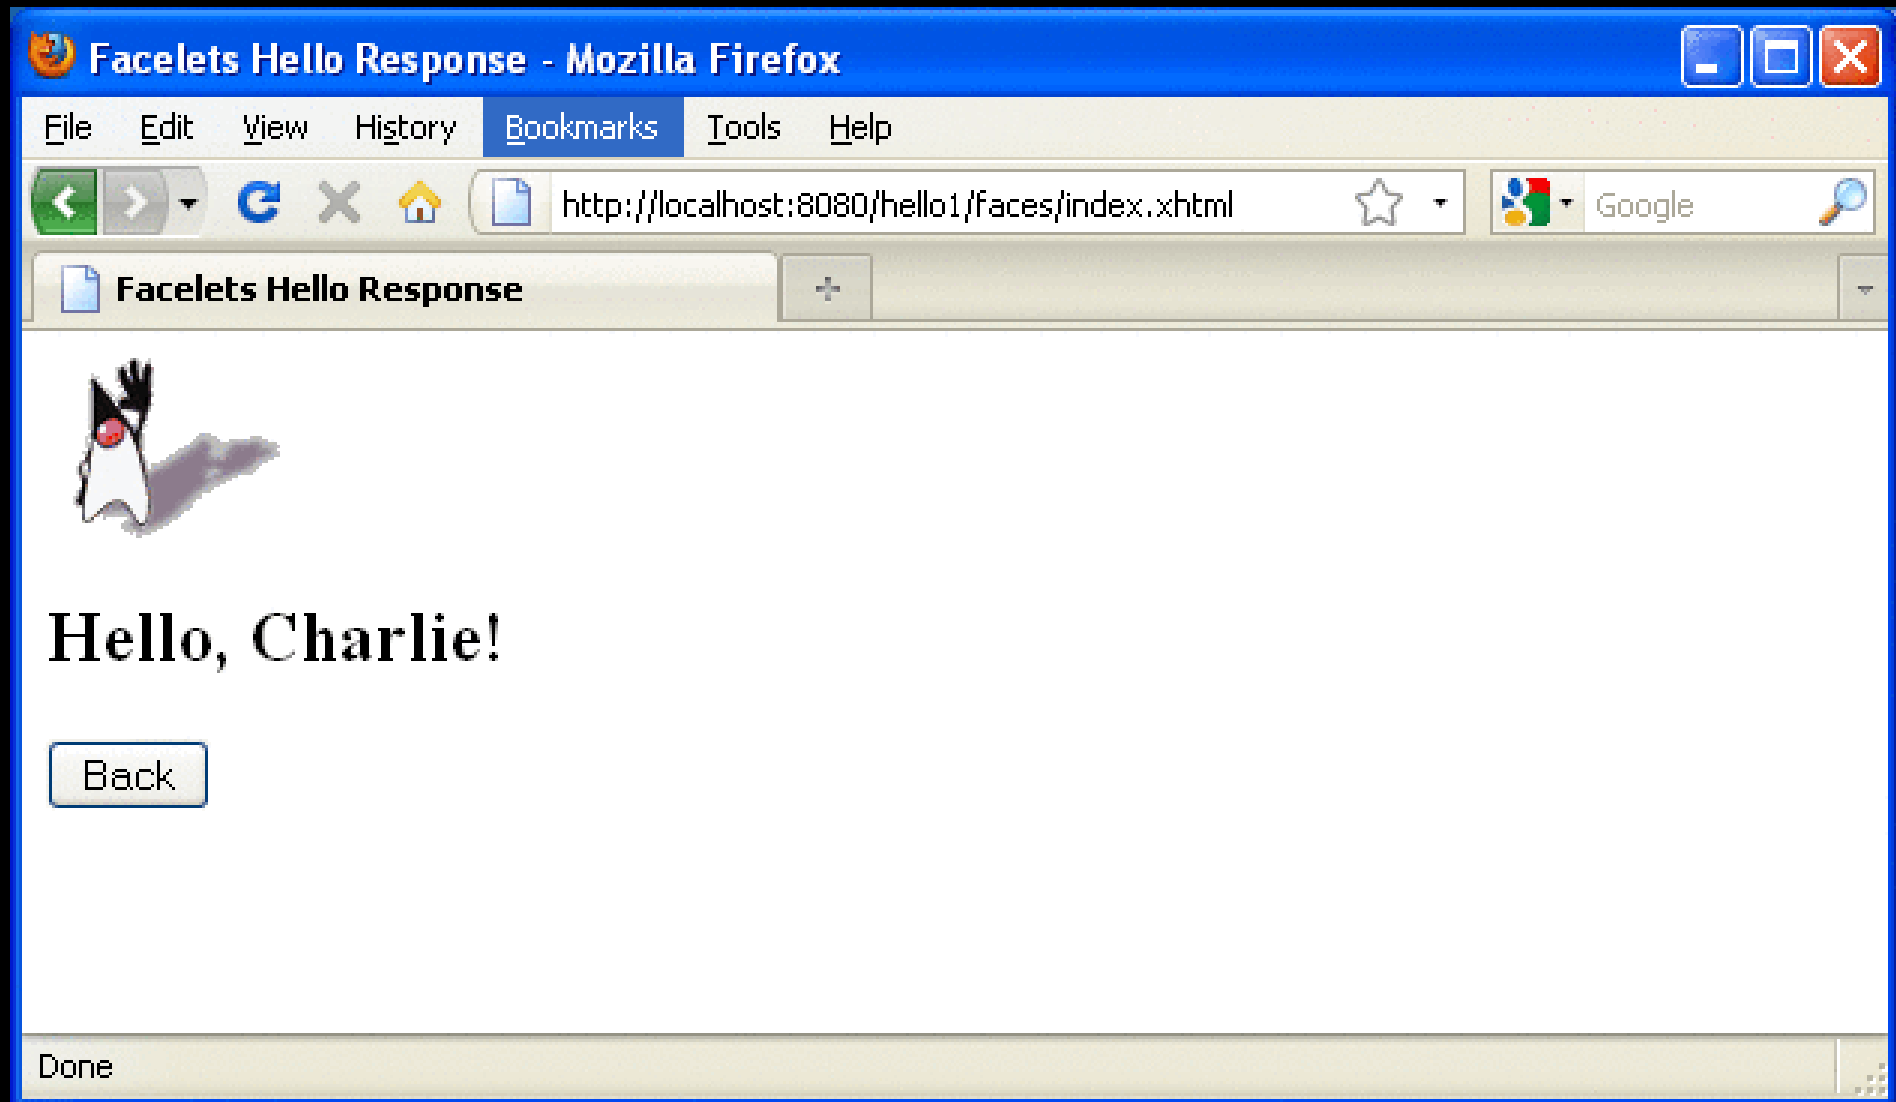 Facelets Hello Response - Mozilla Firefox
File Edit View History Bookmarks Tools Help
http://localhost:8080/hello1/faces/index.xhtml Google
Facelets Hello Response
Hello, Charlie!
Back
Done